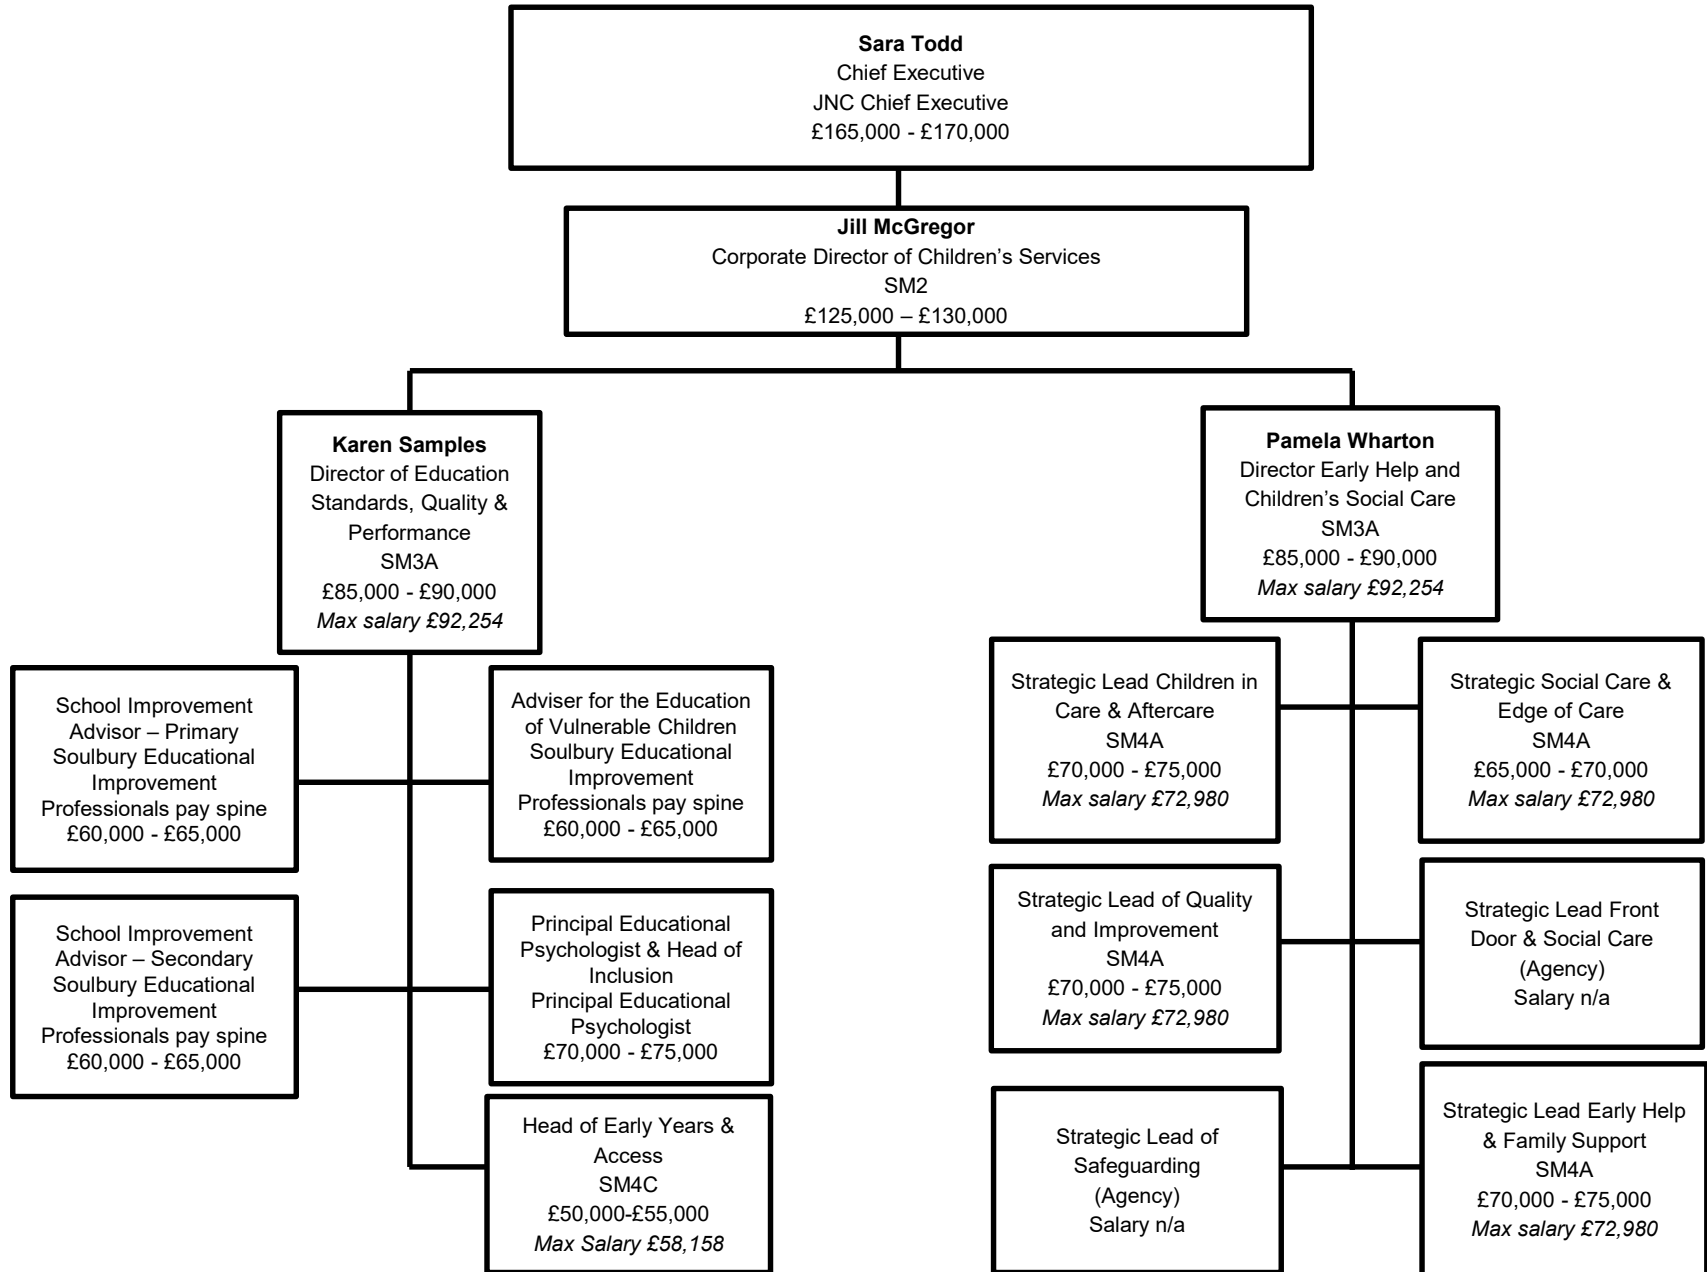 Sara Todd
Chief Executive
JNC Chief Executive
£165,000 - £170,000
Jill McGregor
Corporate Director of Children’s Services
SM2
£125,000 – £130,000
Karen Samples
Director of Education
Standards, Quality &
Performance
SM3A
£85,000 - £90,000
Max salary £92,254
Pamela Wharton
Director Early Help and
Children’s Social Care
SM3A
£85,000 - £90,000
Max salary £92,254
School Improvement
Advisor – Primary
Soulbury Educational
Improvement
Professionals pay spine
£60,000 - £65,000
Adviser for the Education
of Vulnerable Children
Soulbury Educational
Improvement
Professionals pay spine
£60,000 - £65,000
Strategic Lead Children in
Care & Aftercare
SM4A
£70,000 - £75,000
Max salary £72,980
Strategic Social Care &
Edge of Care
SM4A
£65,000 - £70,000
Max salary £72,980
School Improvement
Advisor – Secondary
Soulbury Educational
Improvement
Professionals pay spine
£60,000 - £65,000
Principal Educational
Psychologist & Head of
Inclusion
Principal Educational
Psychologist
£70,000 - £75,000
Strategic Lead of Quality
and Improvement
SM4A
£70,000 - £75,000
Max salary £72,980
Strategic Lead Front
Door & Social Care
(Agency)
Salary n/a
Head of Early Years &
Access
SM4C
£50,000-£55,000
Max Salary £58,158
Strategic Lead of
Safeguarding
(Agency)
Salary n/a
Strategic Lead Early Help
& Family Support
SM4A
£70,000 - £75,000
Max salary £72,980